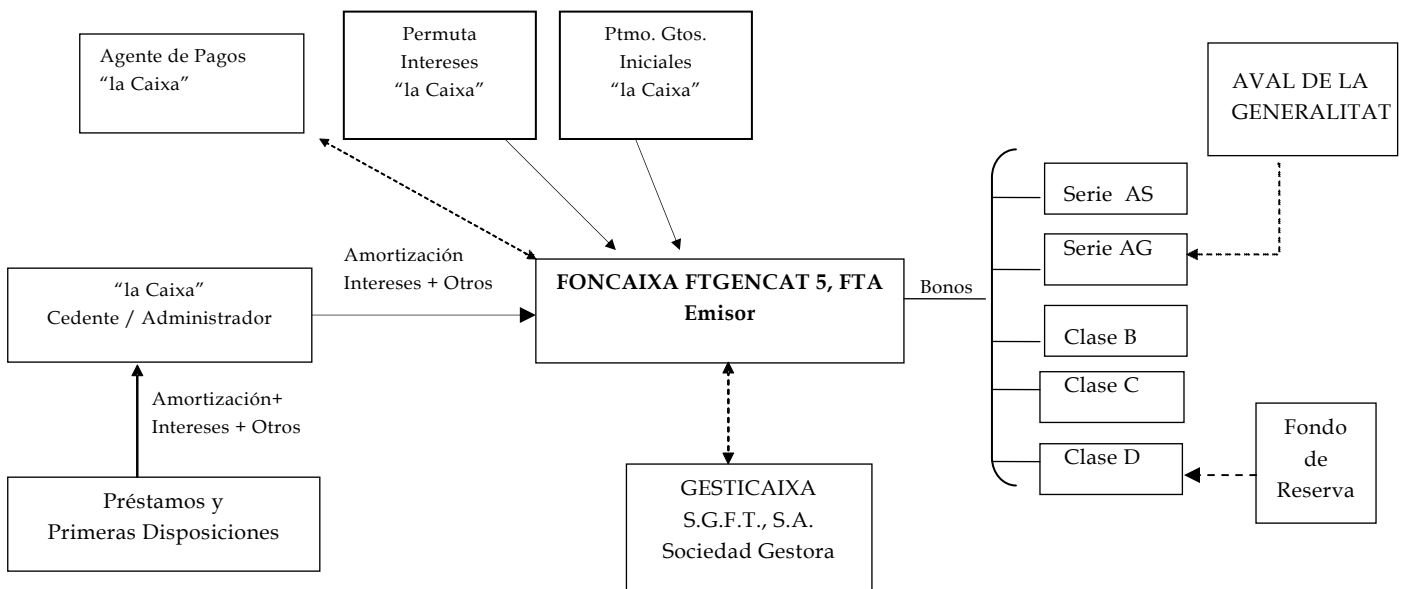 Agente de Pagos
“la Caixa”
Permuta
Intereses
“la Caixa”
Ptmo. Gtos.
Iniciales
“la Caixa”
AVAL DE LA
GENERALITAT
Serie AS
Serie AG
Clase B
Clase C
Clase D
Amortización
Intereses + Otros
“la Caixa”
Cedente / Administrador
FONCAIXA FTGENCAT 5, FTA
Emisor
Bonos
Amortización+
Intereses + Otros
Préstamos y
Primeras Disposiciones
GESTICAIXA
S.G.F.T., S.A.
Sociedad Gestora
Fondo
de
Reserva